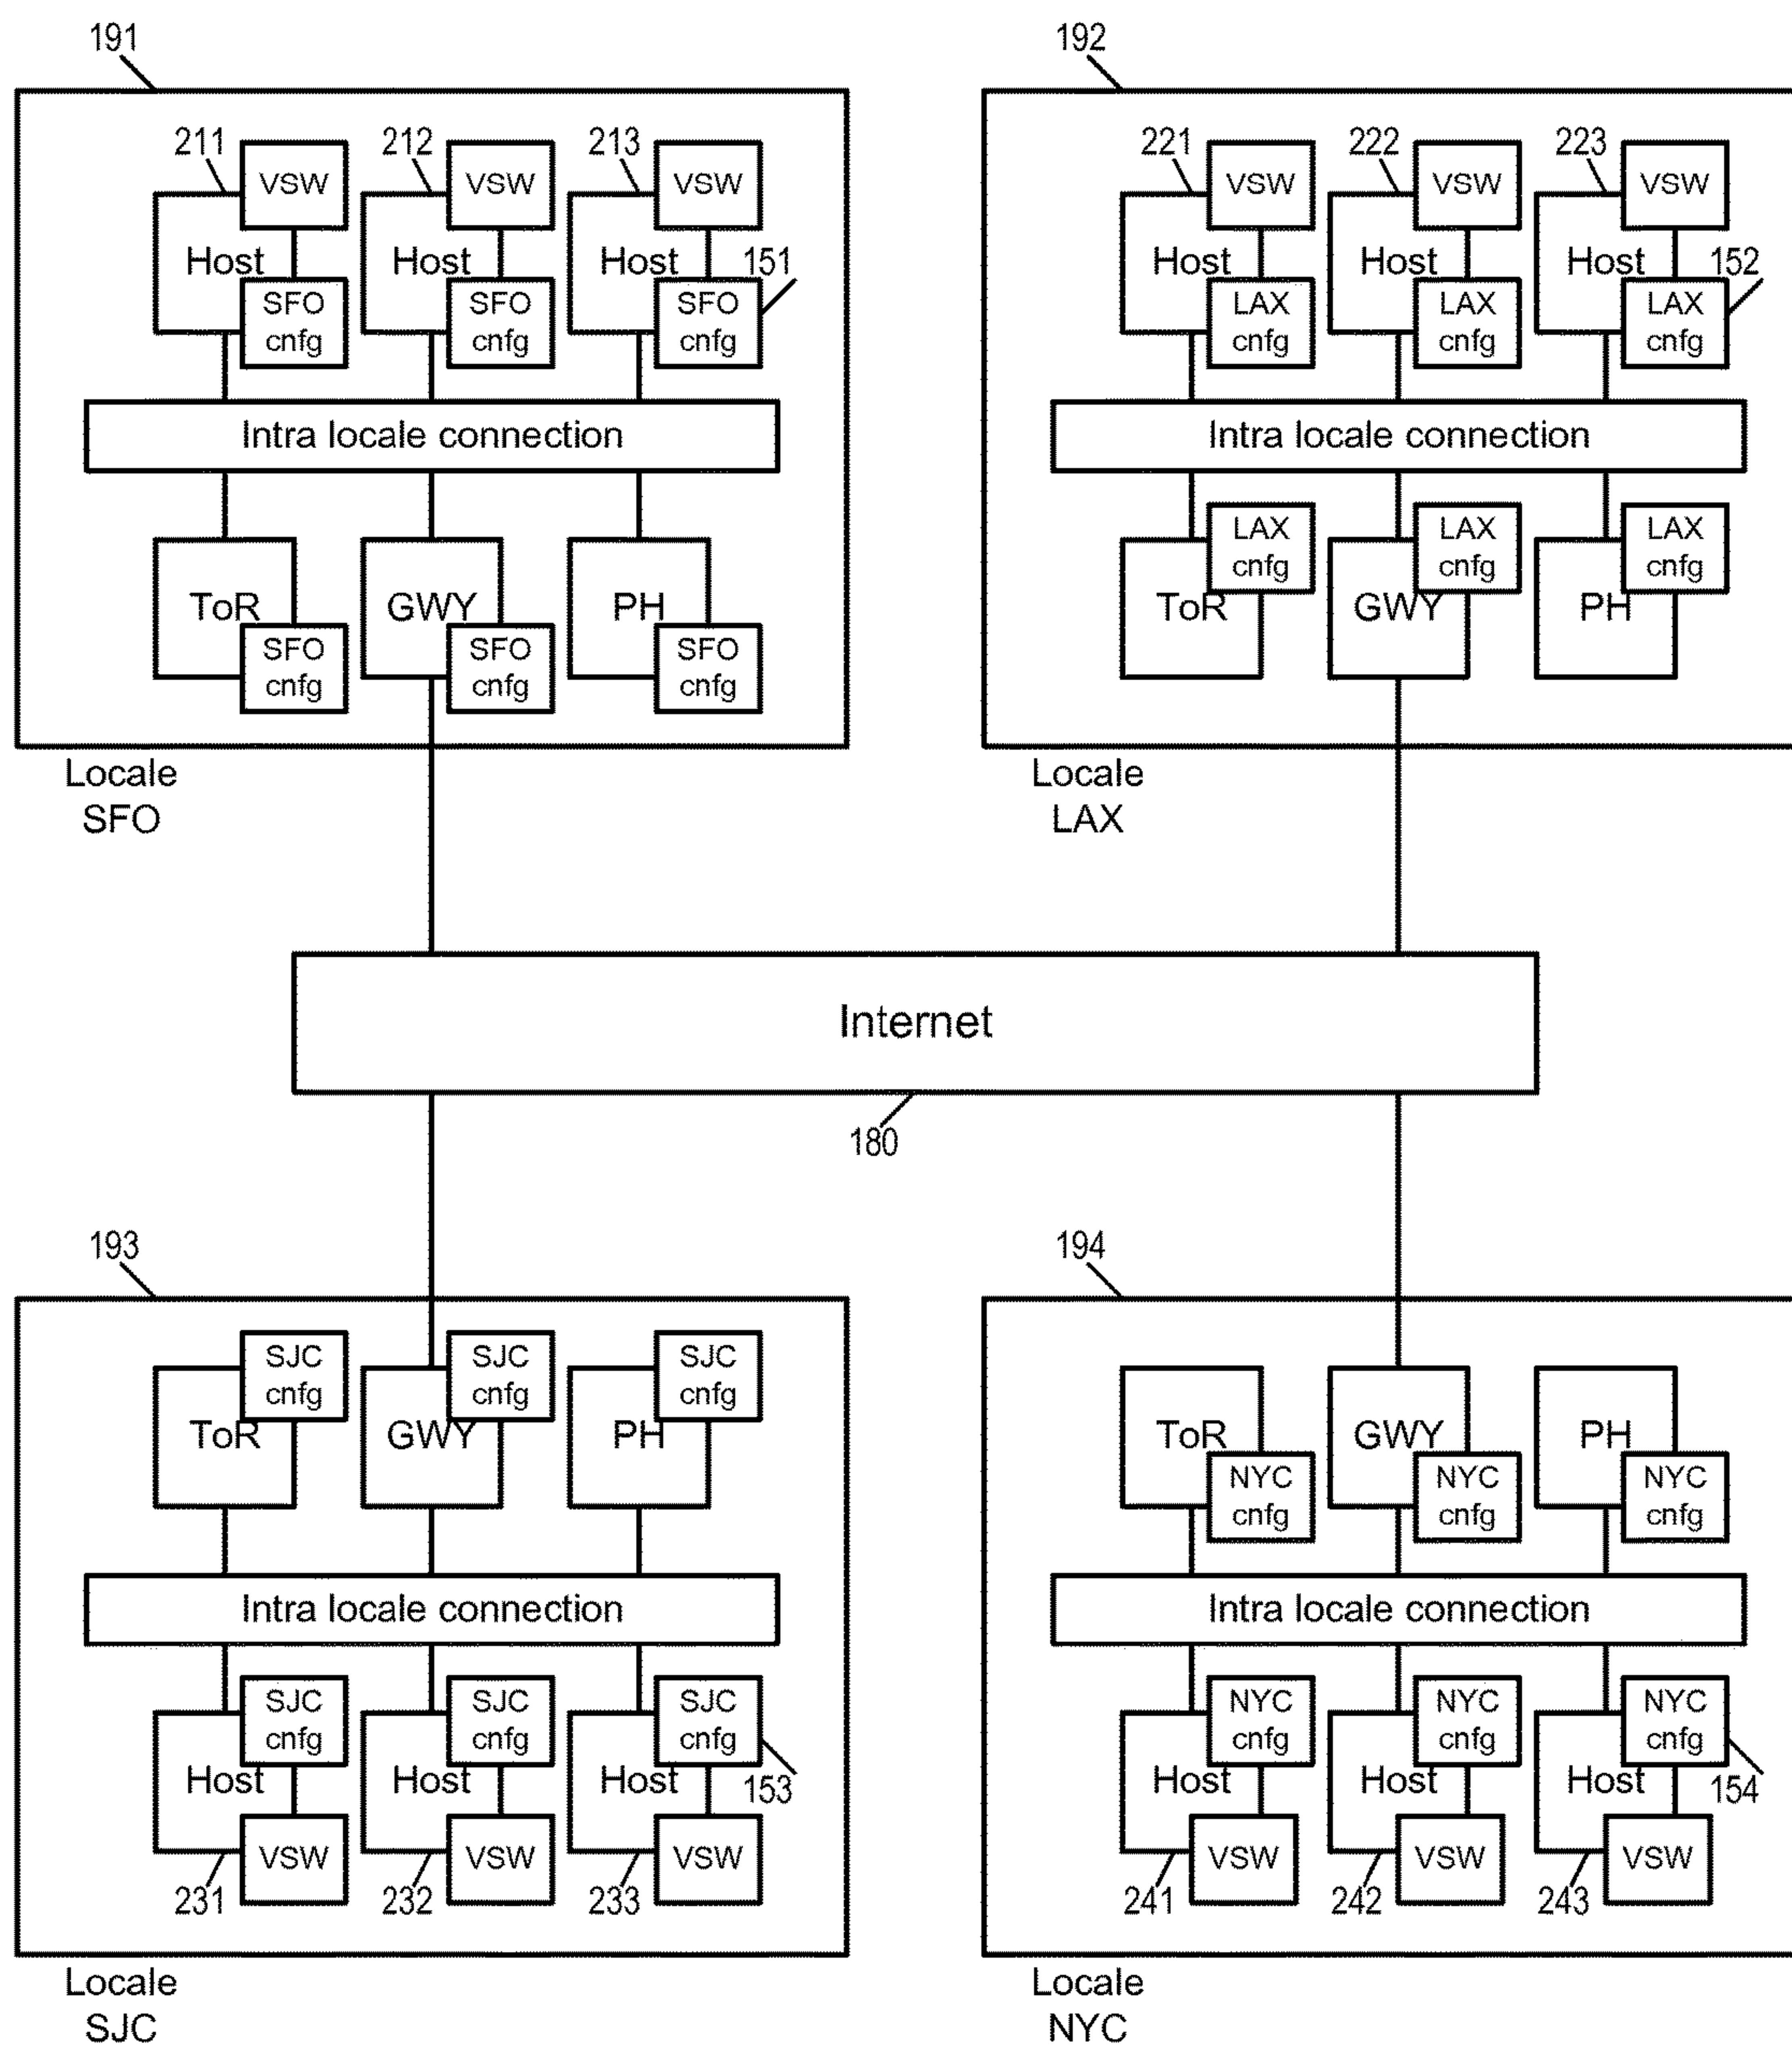 191
192
211
VSW
212
VSW
213
VSW
221
VSW
222
VSW
223
VSW
Host
Host
Host
151
Host
Host
Host
152
SFO
cnfg
SFO
cnfg
SFO
cnfg
LAX
cnfg
LAX
cnfg
LAX
cnfg
Intra locale connection
Intra locale connection
LAX
cnfg
LAX
cnfg
LAX
cnfg
ToR
GWY
PH
ToR
GWY
PH
SFO
cnfg
SFO
cnfg
SFO
cnfg
Locale
SFO
Locale
LAX
Internet
180
193
194
SJC
cnfg
SJC
cnfg
SJC
cnfg
ToR
GWY
PH
ToR
GWY
PH
NYC
cnfg
NYC
cnfg
NYC
cnfg
Intra locale connection
Intra locale connection
SJC
cnfg
SJC
cnfg
SJC
cnfg
NYC
cnfg
NYC
cnfg
NYC
cnfg
Host
Host
Host
153
Host
Host
Host
154
VSW
VSW
VSW
VSW
VSW
VSW
231
232
233
241
242
243
Locale
SJC
Locale
NYC